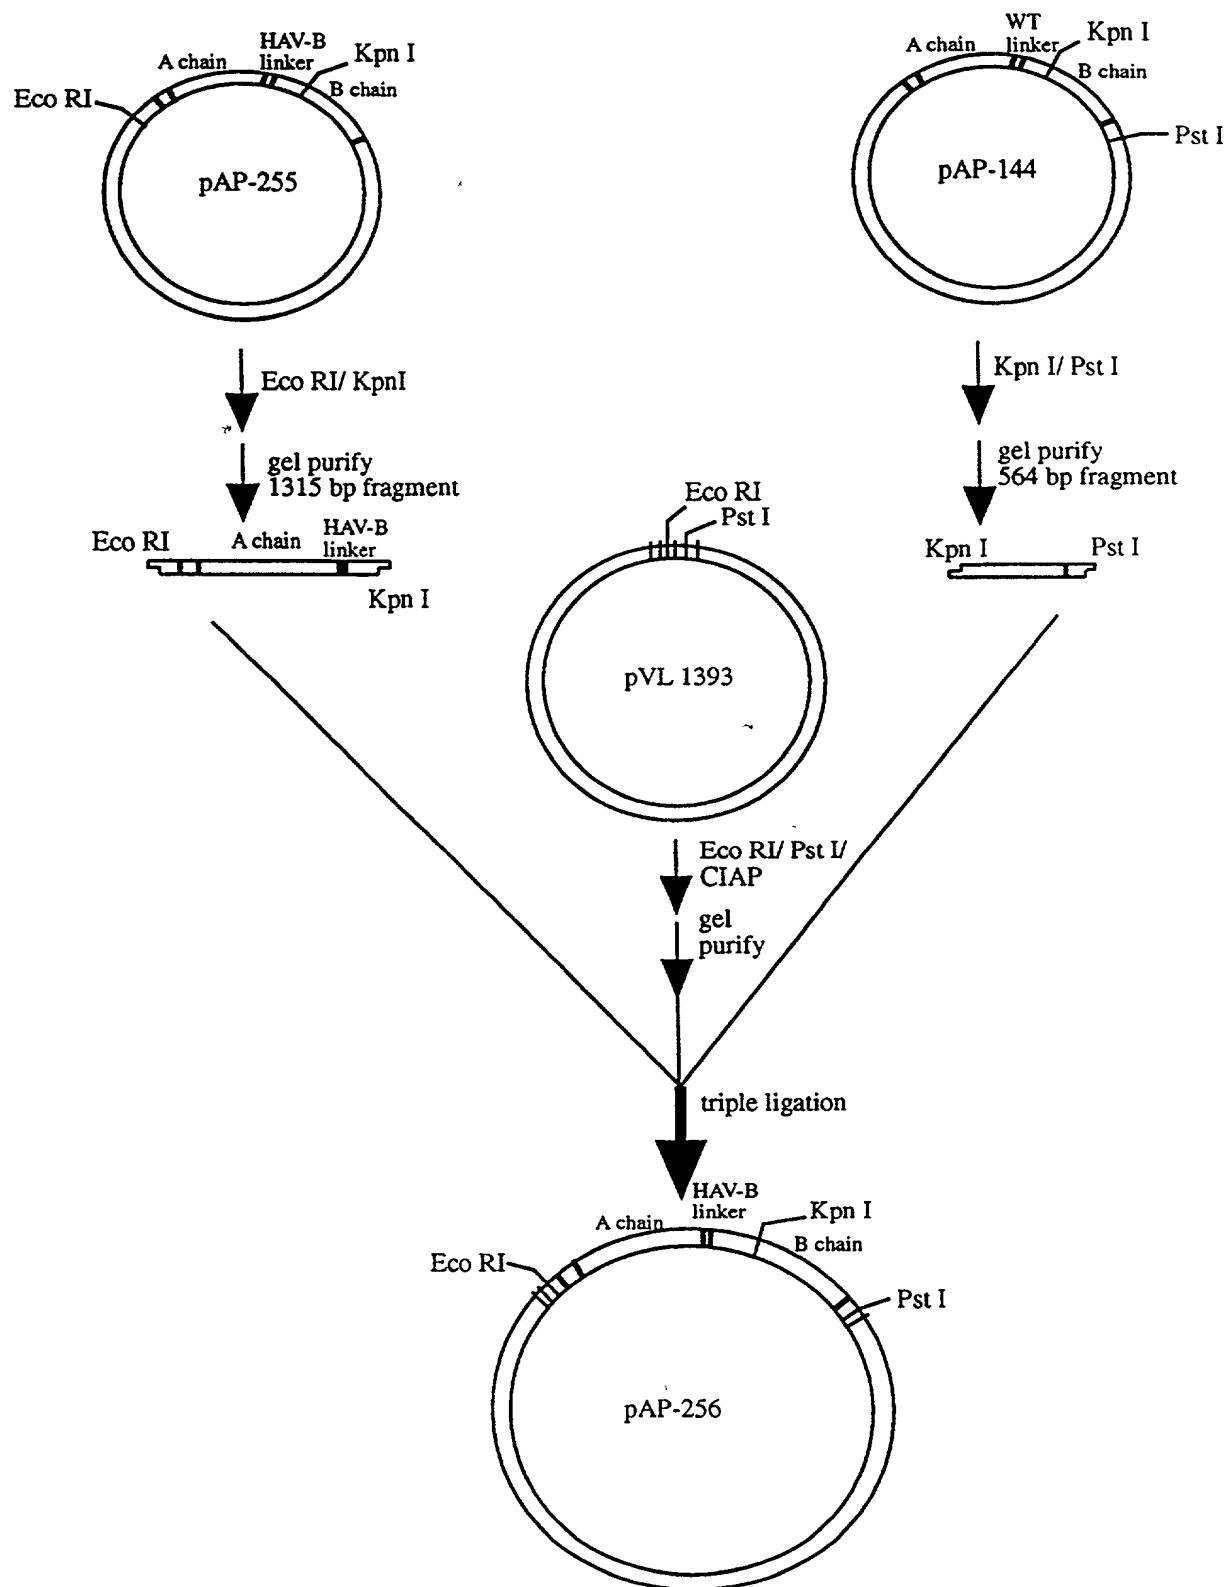 HAV-B
linker
A chain
Kpn I
B chain
Eco RI
pAP-255
WT
linker
A chain
Kpn I
B chain
Pst I
pAP-144
Eco RI/ KpnI
gel purify
1315 bp fragment
Kpn I/ Pst I
gel purify
564 bp fragment
Eco RI
A chain
HAV-B
linker
Kpn I
Eco RI
Pst I
Kpn I
Pst I
pVL 1393
Eco RI/ Pst I/
CIAP
gel
purify
triple ligation
HAV-B
linker
A chain
Kpn I
B chain
Eco RI
Pst I
pAP-256